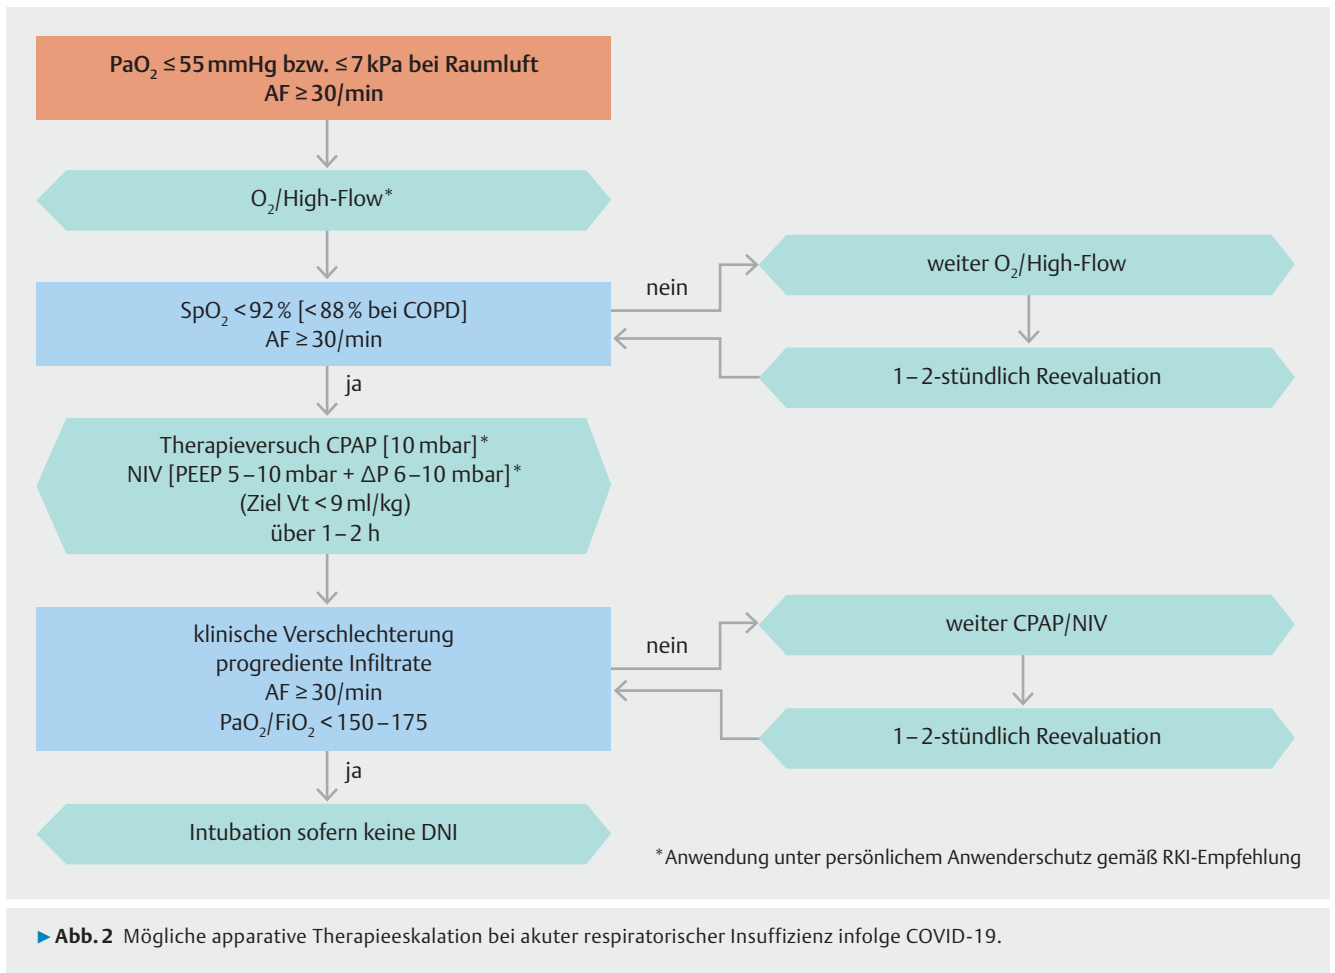 PaO₂ ≤ 55 mmHg bzw. ≤ 7 kPa bei Raumluft
AF ≥ 30/min
O₂/High-Flow*
SpO₂ < 92 % [< 88 % bei COPD]
AF ≥ 30/min
nein
weiter O₂/High-Flow
1–2-stündlich Reevaluation
ja
Therapieversuch CPAP [10 mbar]*
NIV [PEEP 5–10 mbar + ΔP 6–10 mbar]*
(Ziel Vt < 9 ml/kg)
über 1–2 h
klinische Verschlechterung
progrediente Infiltrate
AF ≥ 30/min
PaO₂/FiO₂ < 150–175
nein
weiter CPAP/NIV
1–2-stündlich Reevaluation
ja
Intubation sofern keine DNI
*Anwendung unter persönlichem Anwenderschutz gemäß RKI-Empfehlung
▶ Abb. 2 Mögliche apparative Therapieeskalation bei akuter respiratorischer Insuffizienz infolge COVID-19.